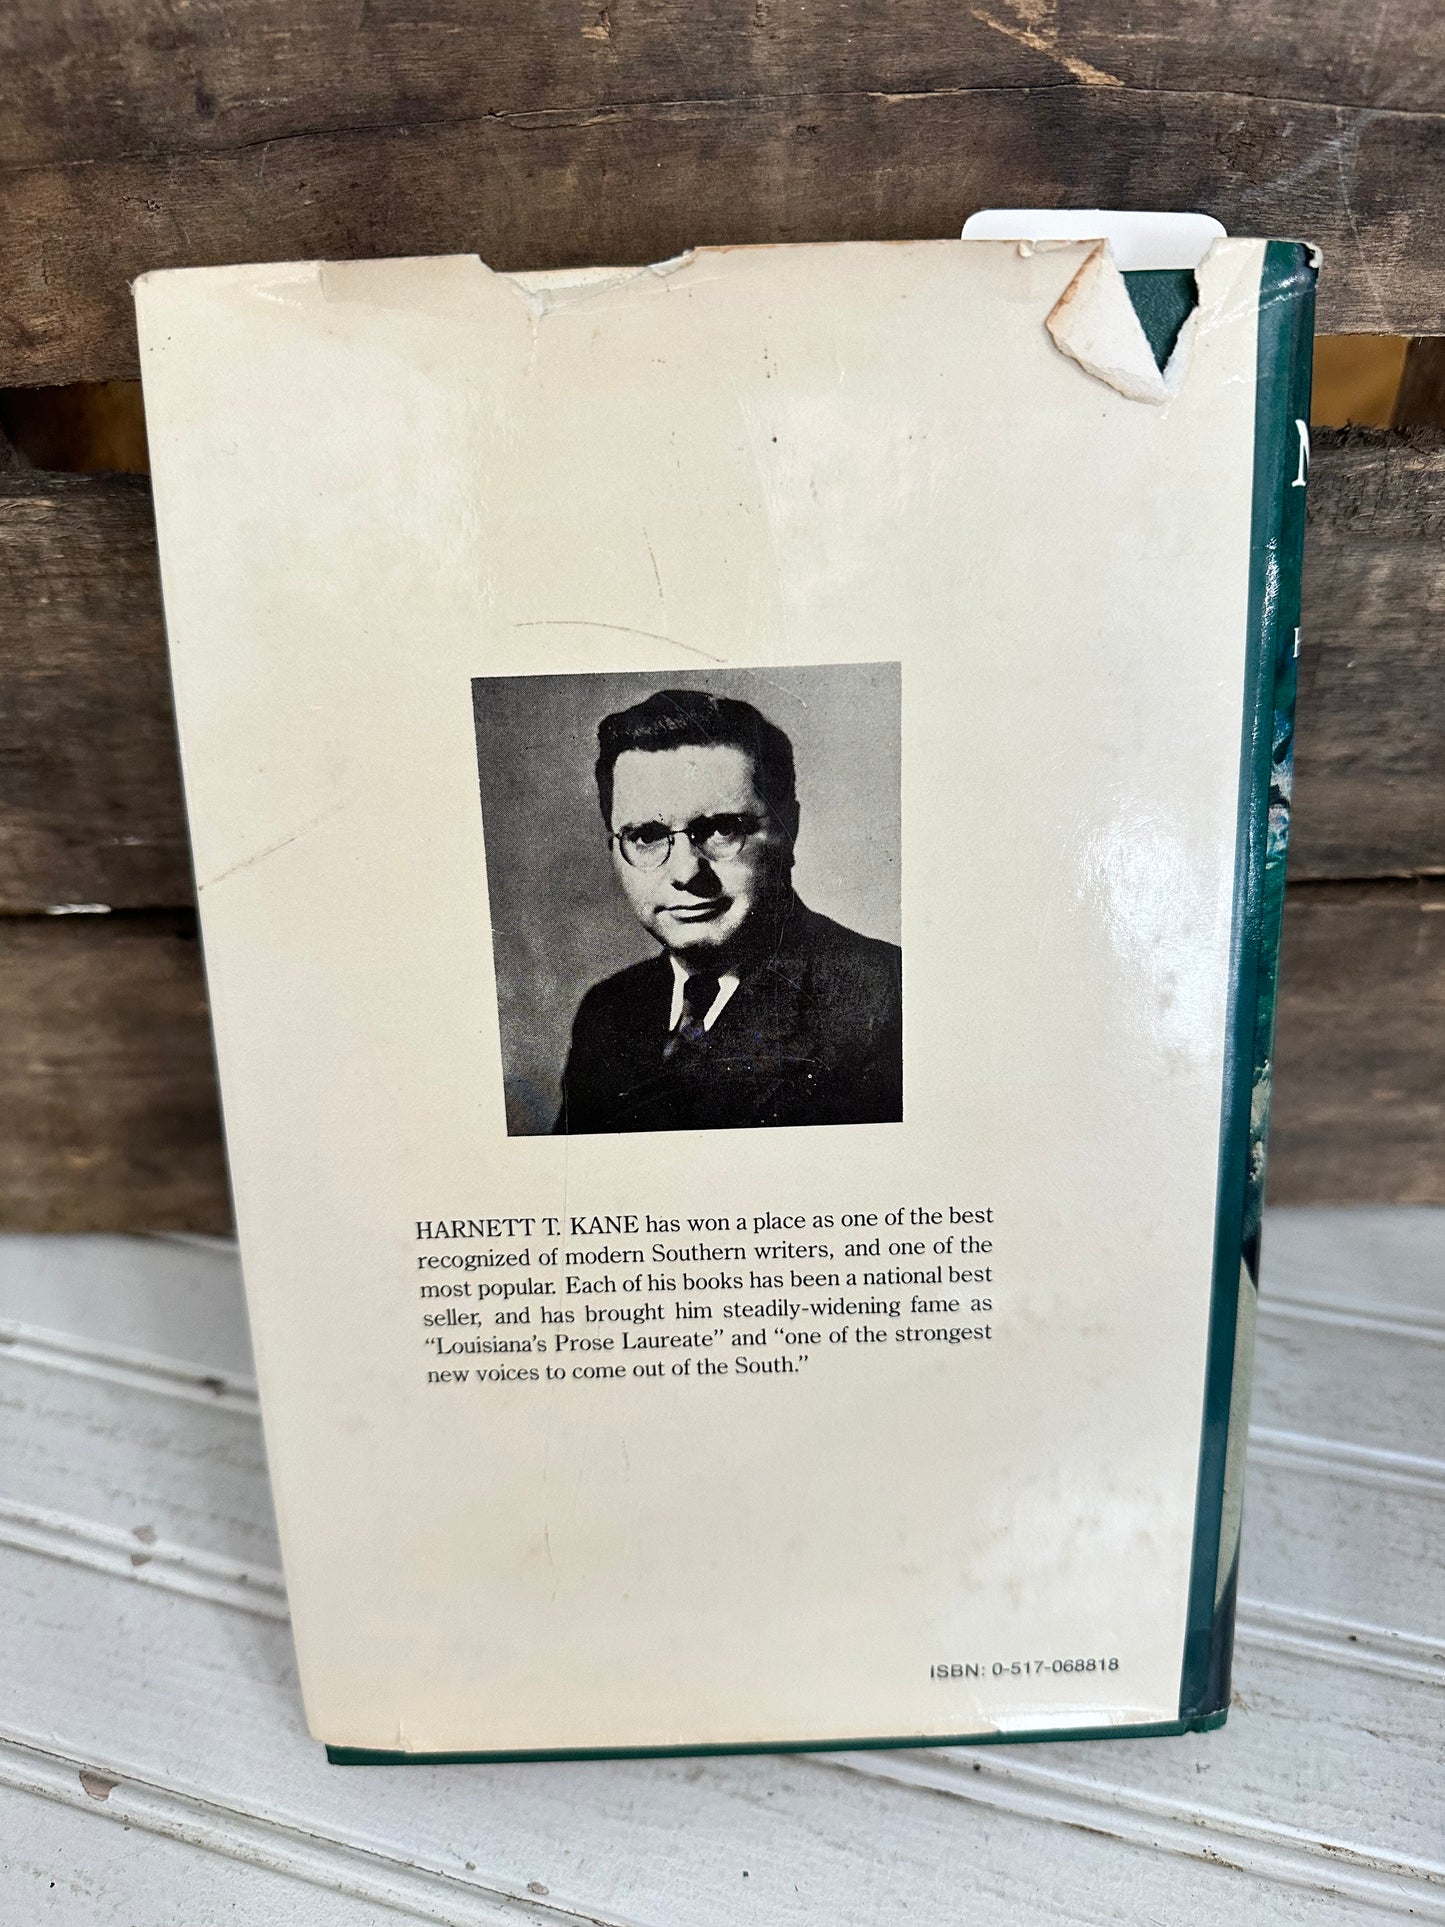 HARNETT T. KANE has won a place as one of the best
recognized of modern Southern writers, and one of the
most popular. Each of his books has been a national best
seller, and has brought him steadily-widening fame as
“Louisiana's Prose Laureate” and “one of the strongest
new voices to come out of the South.”
ISBN: 0-517-068818